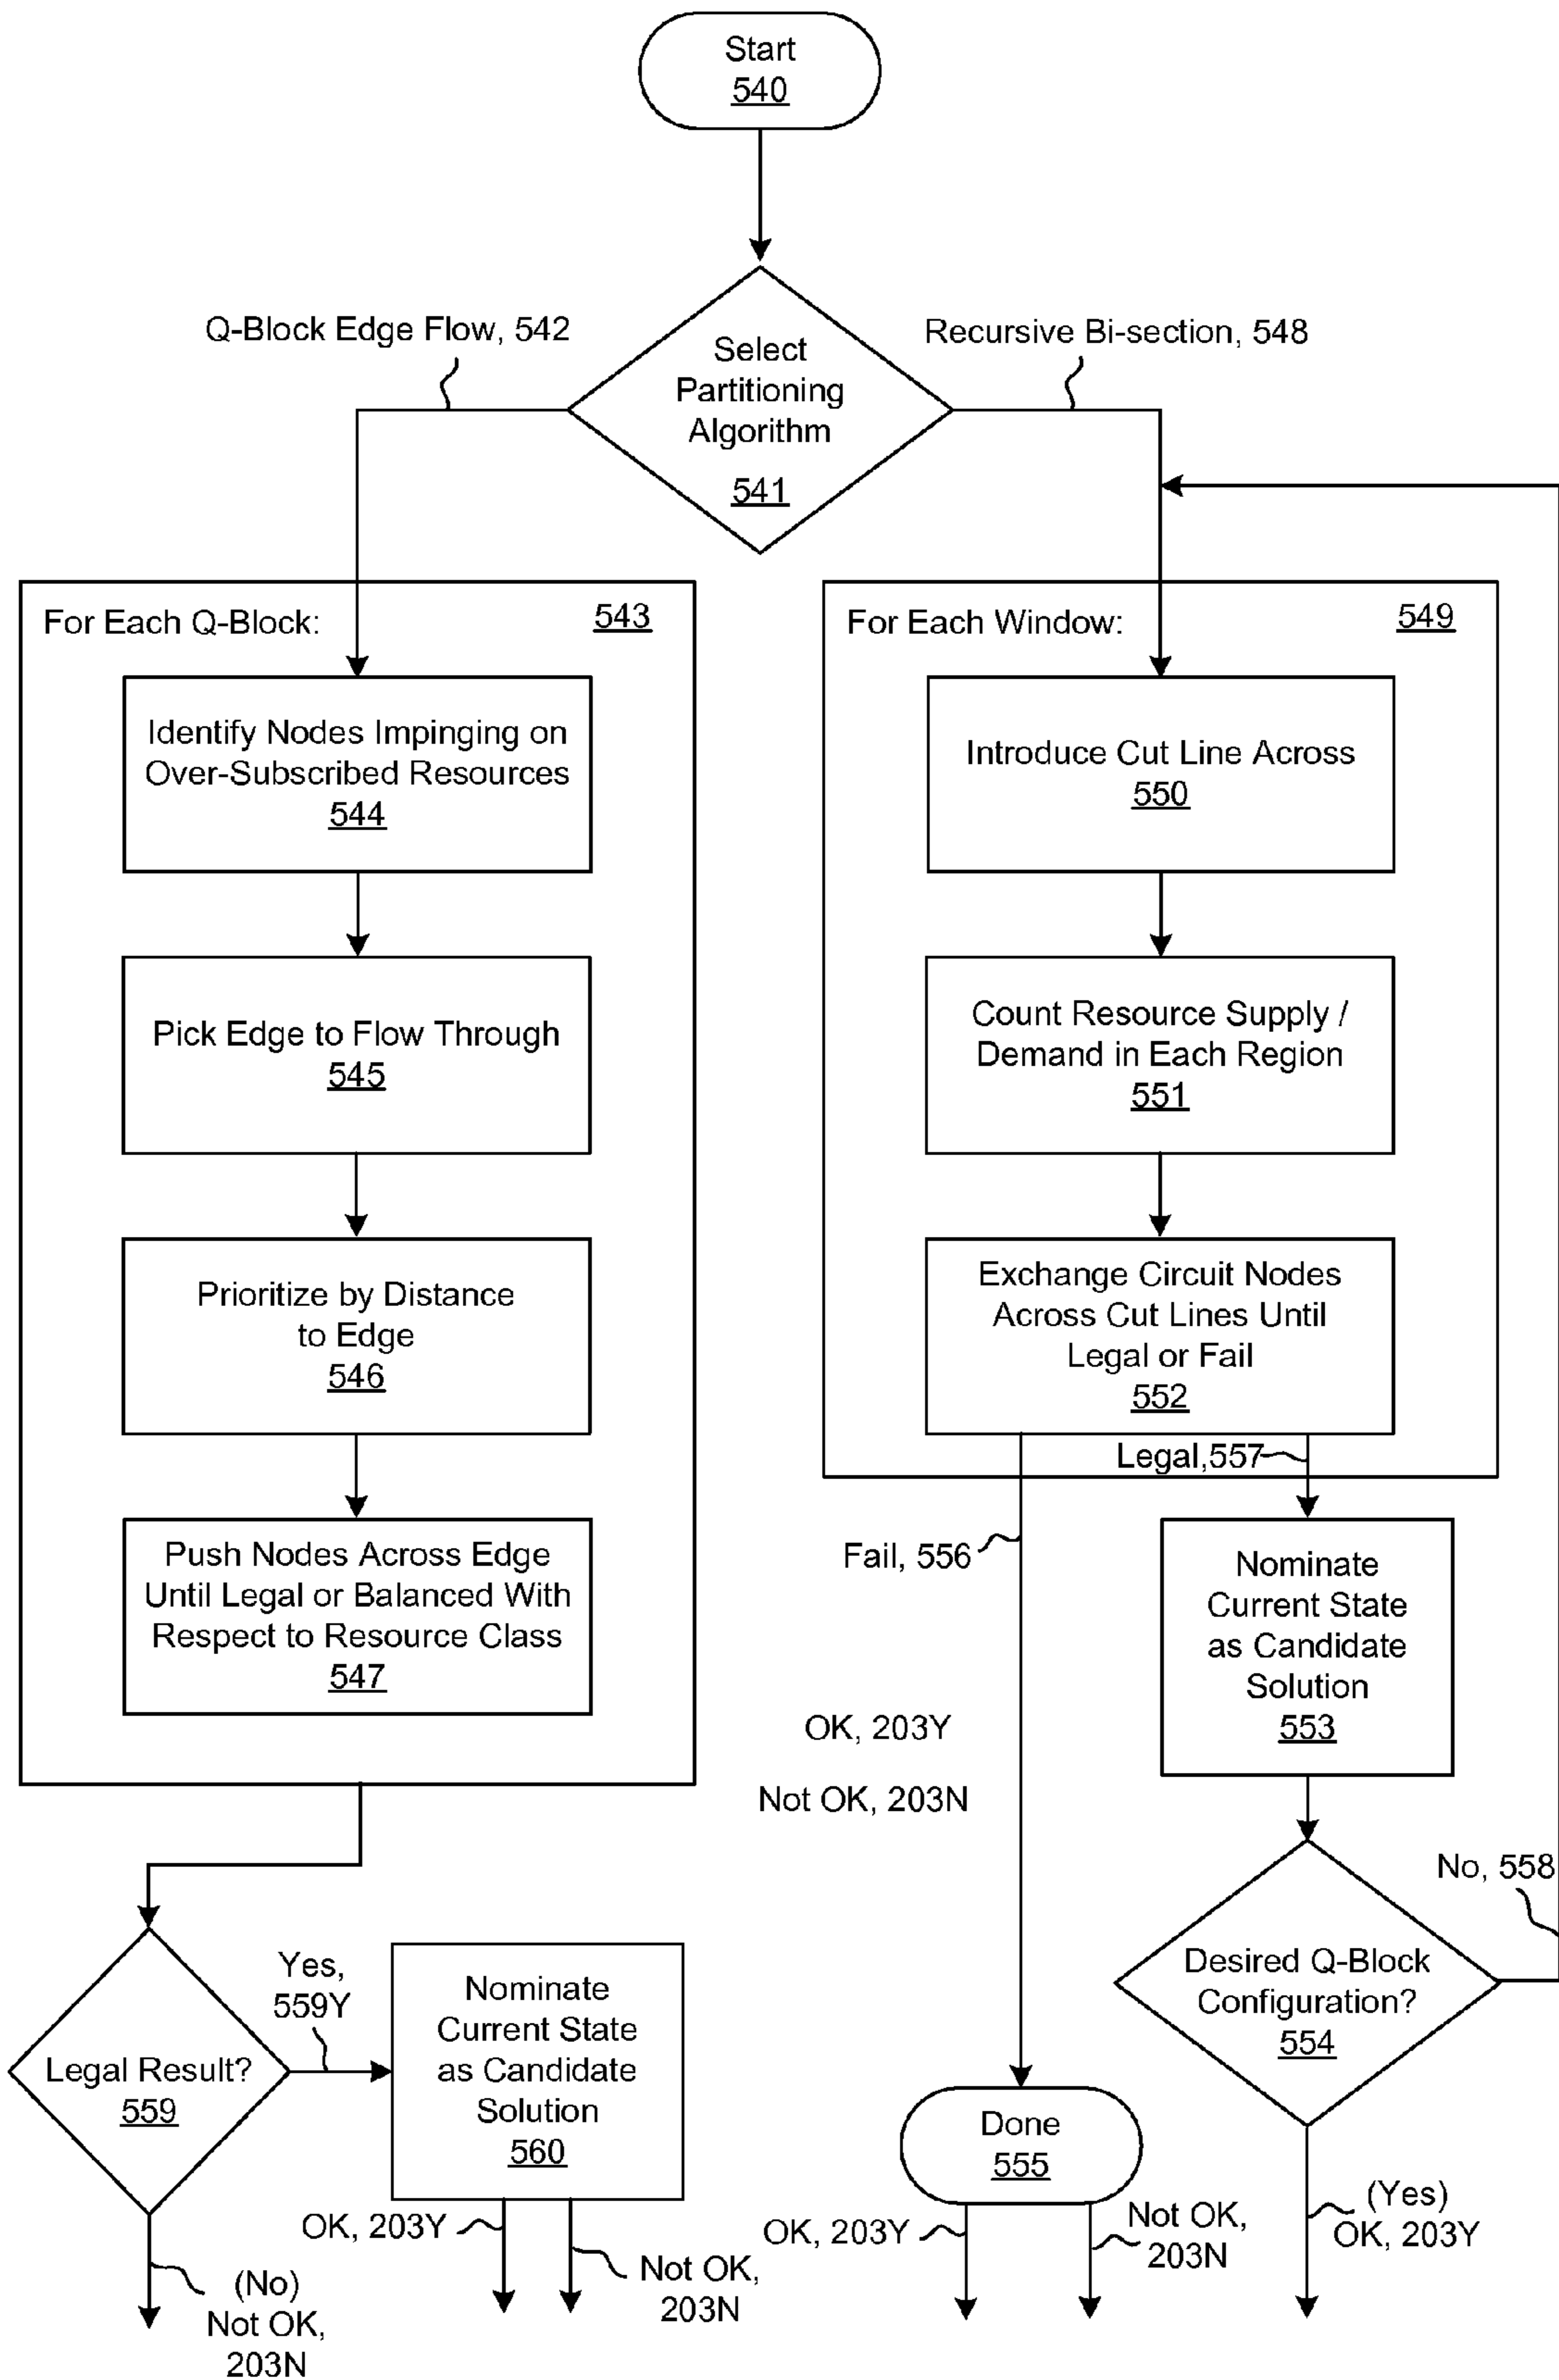 Start
540
Q-Block Edge Flow, 542
Recursive Bi-section, 548
Select
Partitioning
Algorithm
541
For Each Q-Block:
543
Identify Nodes Impinging on
Over-Subscribed Resources
544
Pick Edge to Flow Through
545
Prioritize by Distance
to Edge
546
Push Nodes Across Edge
Until Legal or Balanced With
Respect to Resource Class
547
For Each Window:
549
Introduce Cut Line Across
550
Count Resource Supply /
Demand in Each Region
551
Exchange Circuit Nodes
Across Cut Lines Until
Legal or Fail
552
Legal,557
Fail, 556
Nominate
Current State
as Candidate
Solution
553
OK, 203Y
Not OK, 203N
No, 558
Desired Q-Block
Configuration?
554
Legal Result?
559
Yes,
559Y
Nominate
Current State
as Candidate
Solution
560
Done
555
(No)
Not OK,
203N
OK, 203Y
Not OK,
203N
OK, 203Y
Not OK,
203N
(Yes)
OK, 203Y